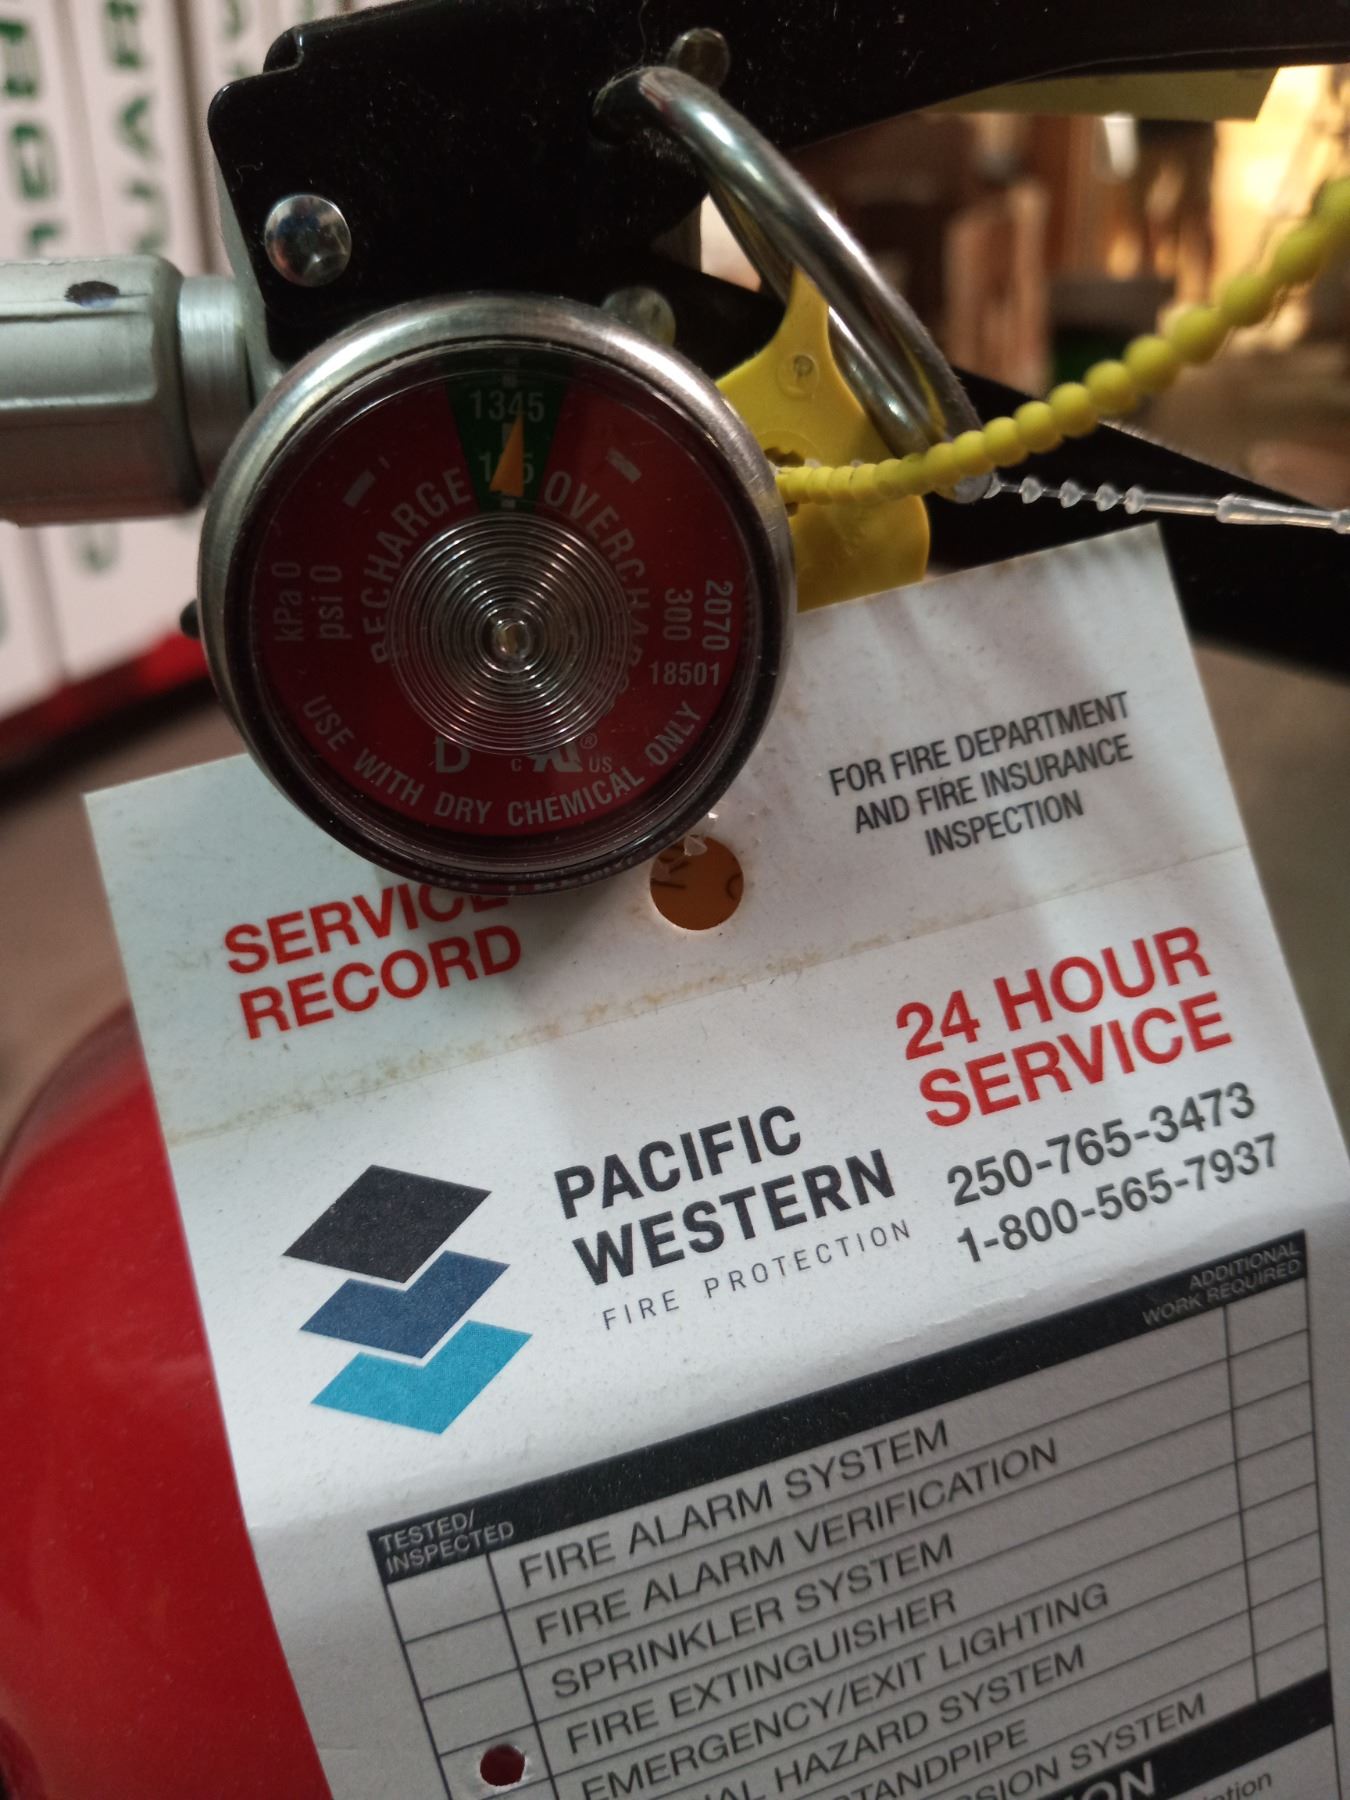 1345
195
RECHARGE
OVERCHARGE
kPa 0
psi 0
2070
300
18501
USE WITH DRY CHEMICAL ONLY
D
C UL ® US
FOR FIRE DEPARTMENT
AND FIRE INSURANCE
INSPECTION
SERVICE
RECORD
24 HOUR
SERVICE
250-765-3473
1-800-565-7937
PACIFIC
WESTERN
FIRE PROTECTION
ADDITIONAL
WORK REQUIRED
TESTED/
INSPECTED
FIRE ALARM SYSTEM
FIRE ALARM VERIFICATION
SPRINKLER SYSTEM
FIRE EXTINGUISHER
EMERGENCY/EXIT LIGHTING
HAZARD SYSTEM
STANDPIPE
SYSTEM